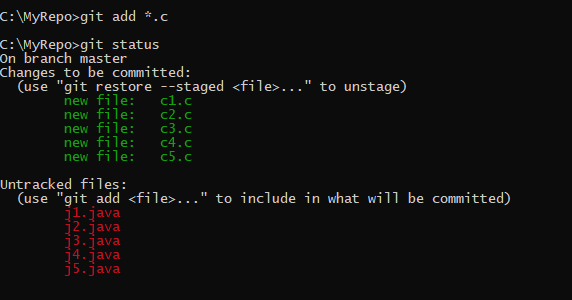 C:\MyRepo>git add *.c
C:\MyRepo>git status
On branch master
Changes to be committed:
  (use "git restore --staged <file>..." to unstage)
        new file:   c1.c
        new file:   c2.c
        new file:   c3.c
        new file:   c4.c
        new file:   c5.c
Untracked files:
  (use "git add <file>..." to include in what will be committed)
        j1.java
        j2.java
        j3.java
        j4.java
        j5.java